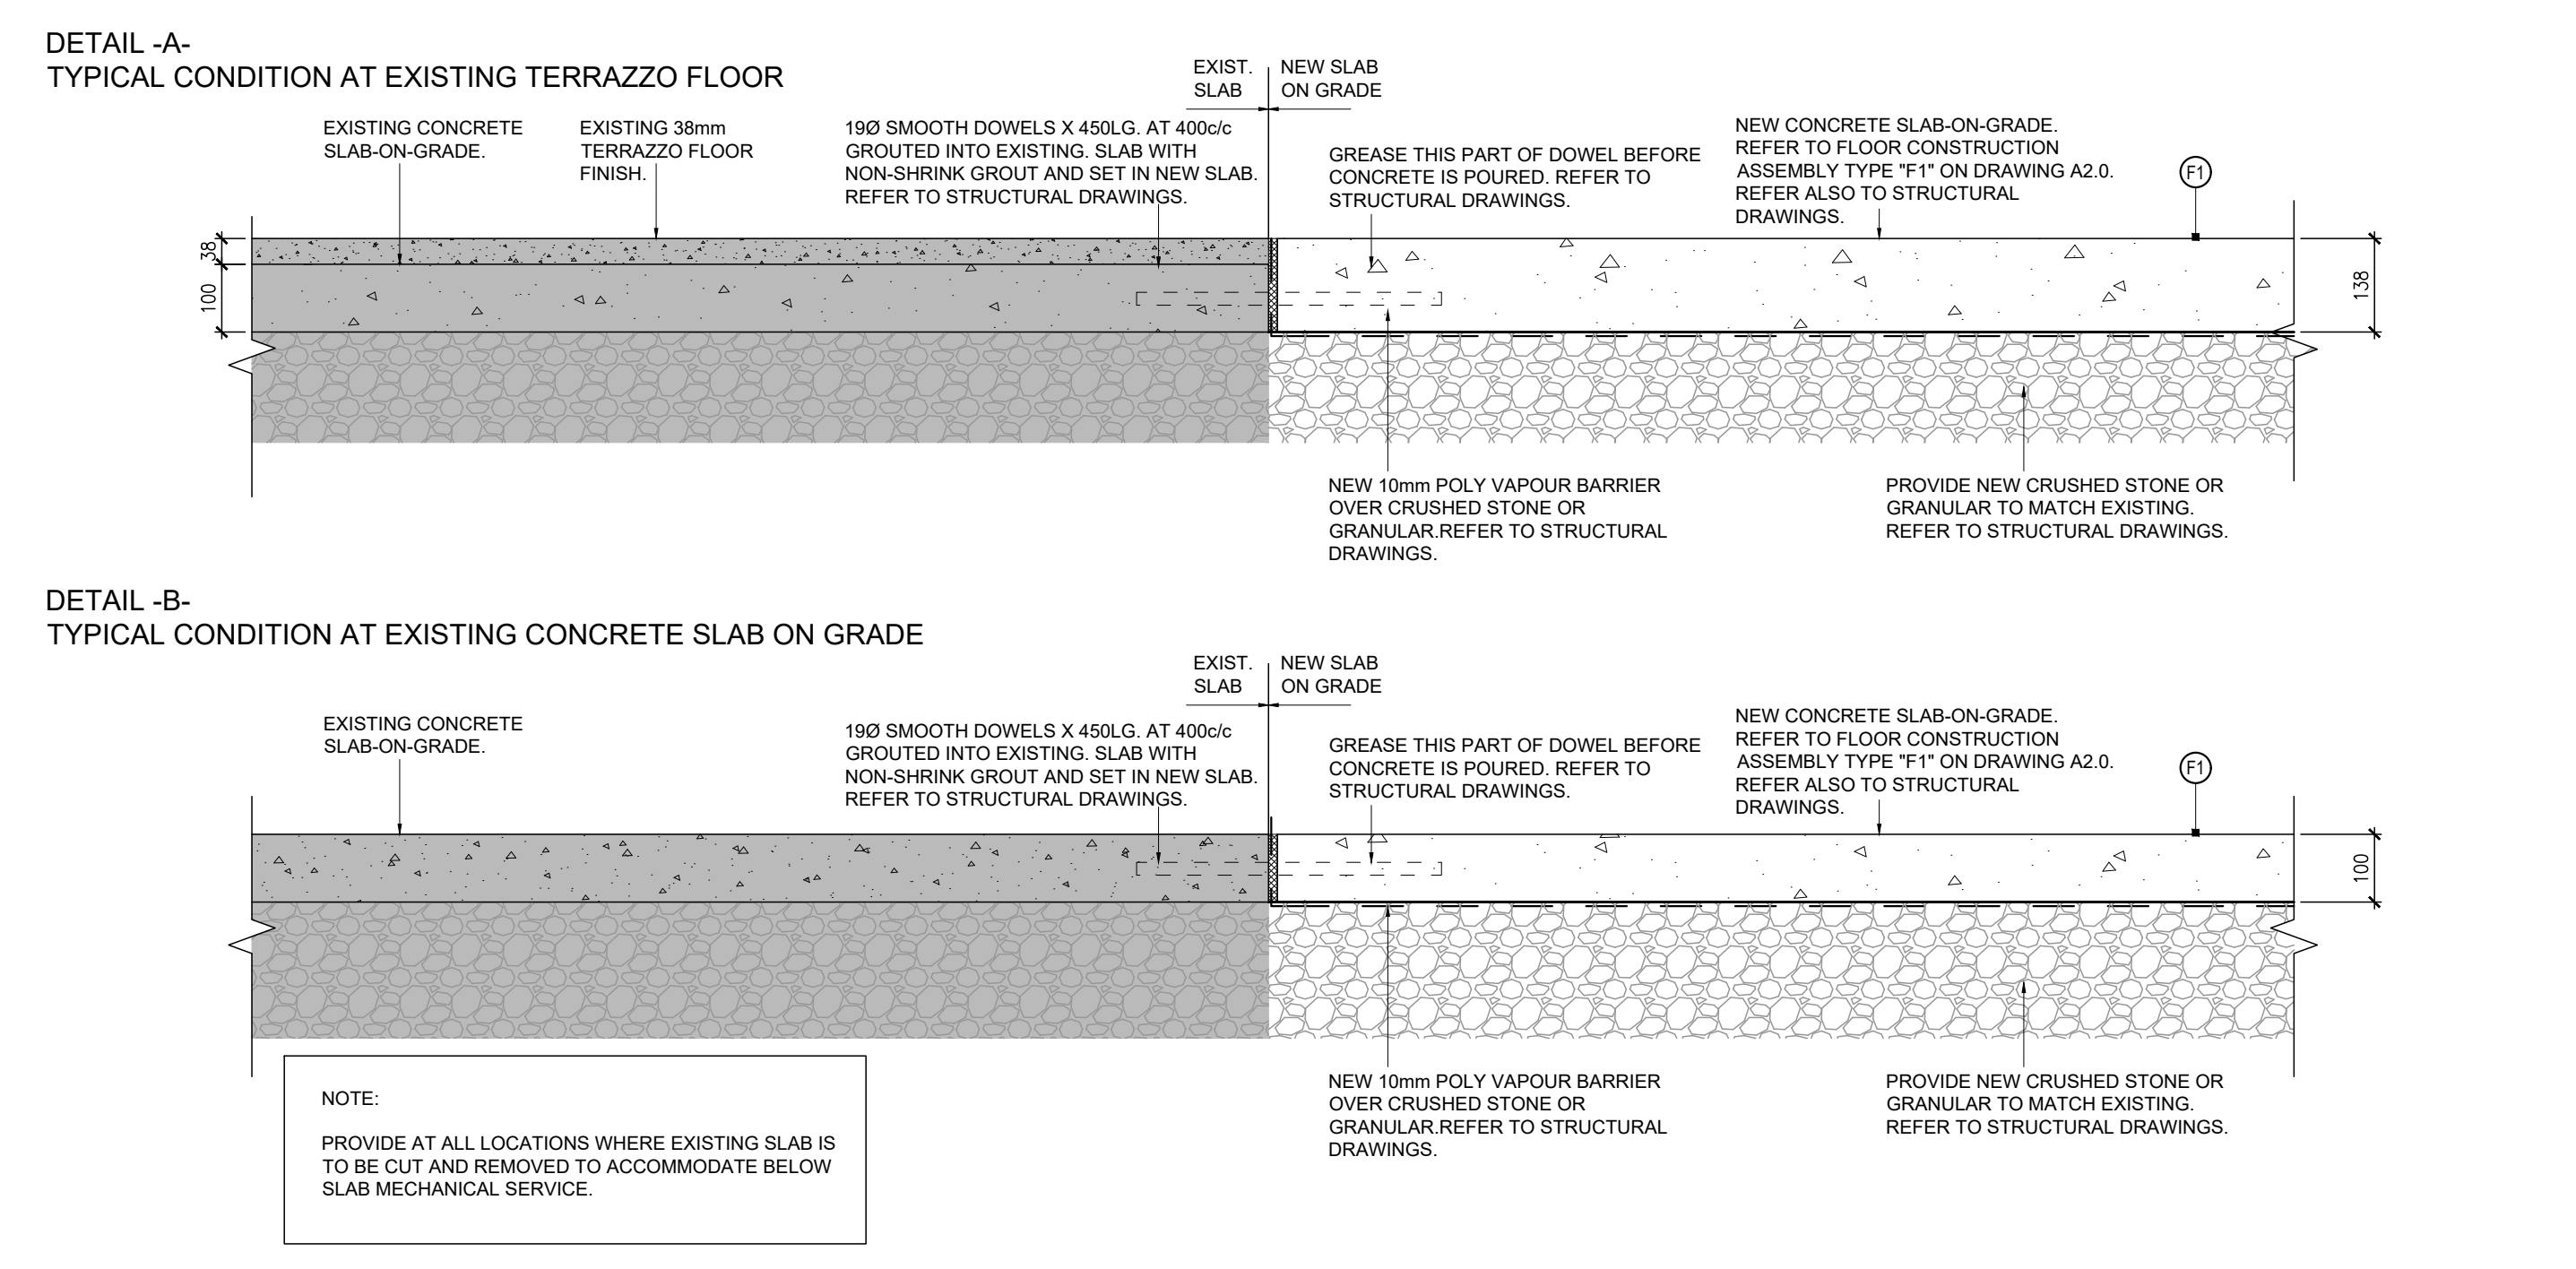 DETAIL -A-
TYPICAL CONDITION AT EXISTING TERRAZZO FLOOR
EXIST.
SLAB
NEW SLAB
ON GRADE
EXISTING CONCRETE
SLAB-ON-GRADE.
EXISTING 38mm
TERRAZZO FLOOR
FINISH.
19Ø SMOOTH DOWELS X 450LG. AT 400c/c
GROUTED INTO EXISTING. SLAB WITH
NON-SHRINK GROUT AND SET IN NEW SLAB.
REFER TO STRUCTURAL DRAWINGS.
GREASE THIS PART OF DOWEL BEFORE
CONCRETE IS POURED. REFER TO
STRUCTURAL DRAWINGS.
NEW CONCRETE SLAB-ON-GRADE.
REFER TO FLOOR CONSTRUCTION
ASSEMBLY TYPE "F1" ON DRAWING A2.0.
REFER ALSO TO STRUCTURAL
DRAWINGS.
F1
38
100
138
NEW 10mm POLY VAPOUR BARRIER
OVER CRUSHED STONE OR
GRANULAR.REFER TO STRUCTURAL
DRAWINGS.
PROVIDE NEW CRUSHED STONE OR
GRANULAR TO MATCH EXISTING.
REFER TO STRUCTURAL DRAWINGS.
DETAIL -B-
TYPICAL CONDITION AT EXISTING CONCRETE SLAB ON GRADE
EXIST.
SLAB
NEW SLAB
ON GRADE
EXISTING CONCRETE
SLAB-ON-GRADE.
19Ø SMOOTH DOWELS X 450LG. AT 400c/c
GROUTED INTO EXISTING. SLAB WITH
NON-SHRINK GROUT AND SET IN NEW SLAB.
REFER TO STRUCTURAL DRAWINGS.
GREASE THIS PART OF DOWEL BEFORE
CONCRETE IS POURED. REFER TO
STRUCTURAL DRAWINGS.
NEW CONCRETE SLAB-ON-GRADE.
REFER TO FLOOR CONSTRUCTION
ASSEMBLY TYPE "F1" ON DRAWING A2.0.
REFER ALSO TO STRUCTURAL
DRAWINGS.
F1
100
NEW 10mm POLY VAPOUR BARRIER
OVER CRUSHED STONE OR
GRANULAR.REFER TO STRUCTURAL
DRAWINGS.
PROVIDE NEW CRUSHED STONE OR
GRANULAR TO MATCH EXISTING.
REFER TO STRUCTURAL DRAWINGS.
NOTE:
PROVIDE AT ALL LOCATIONS WHERE EXISTING SLAB IS
TO BE CUT AND REMOVED TO ACCOMMODATE BELOW
SLAB MECHANICAL SERVICE.